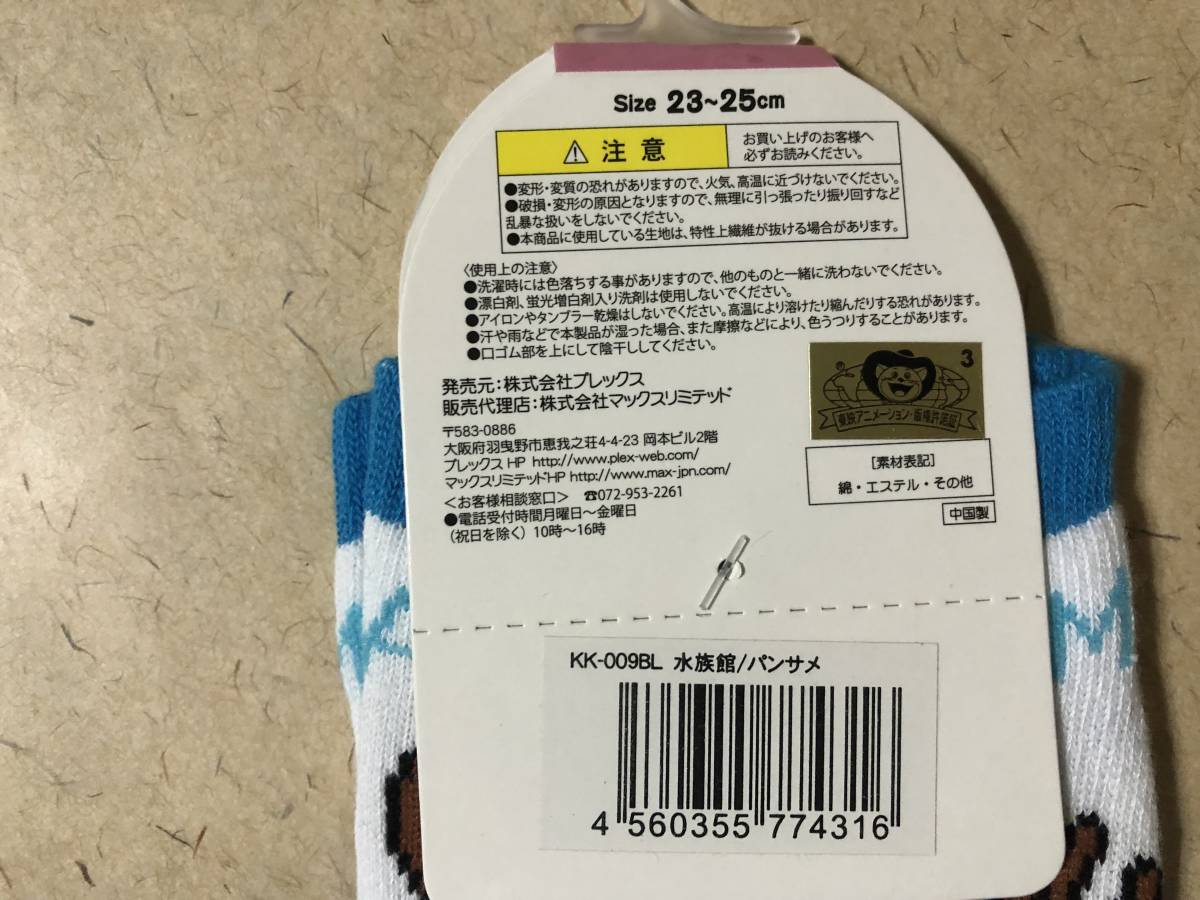 Size 23~25cm
⚠ 注意
お買い上げのお客様へ
必ずお読みください。
●変形・変質の恐れがありますので、火気、高温に近づけないでください。
●破損・変形の原因となりますので、無理に引っ張ったり振り回すなど
乱暴な扱いをしないでください。
●本商品に使用している生地は、特性上繊維が抜ける場合があります。
〈使用上の注意〉
●洗濯時には色落ちする事がありますので、他のものと一緒に洗わないでください。
●漂白剤、蛍光増白剤入り洗剤は使用しないでください。
●アイロンやタンブラー乾燥はしないでください。高温により溶けたり縮んだりする恐れがあります。
●汗や雨などで本製品が湿った場合、また摩擦などにより、色うつりすることがあります。
●口ゴム部を上にして陰干ししてください。
発売元：株式会社プレックス
販売代理店：株式会社マックスリミテッド
〒583-0886
大阪府羽曳野市恵我之荘4-4-23 岡本ビル2階
プレックス HP http://www.plex-web.com/
マックスリミテッドHP http://www.max-jpn.com/
＜お客様相談窓口＞ ☎072-953-2261
●電話受付時間月曜日〜金曜日
（祝日を除く）10時〜16時
3
東映アニメーション・版権許諾証
［素材表記］
綿・エステル・その他
中国製
KK-009BL 水族館/パンサメ
4 560355 774316